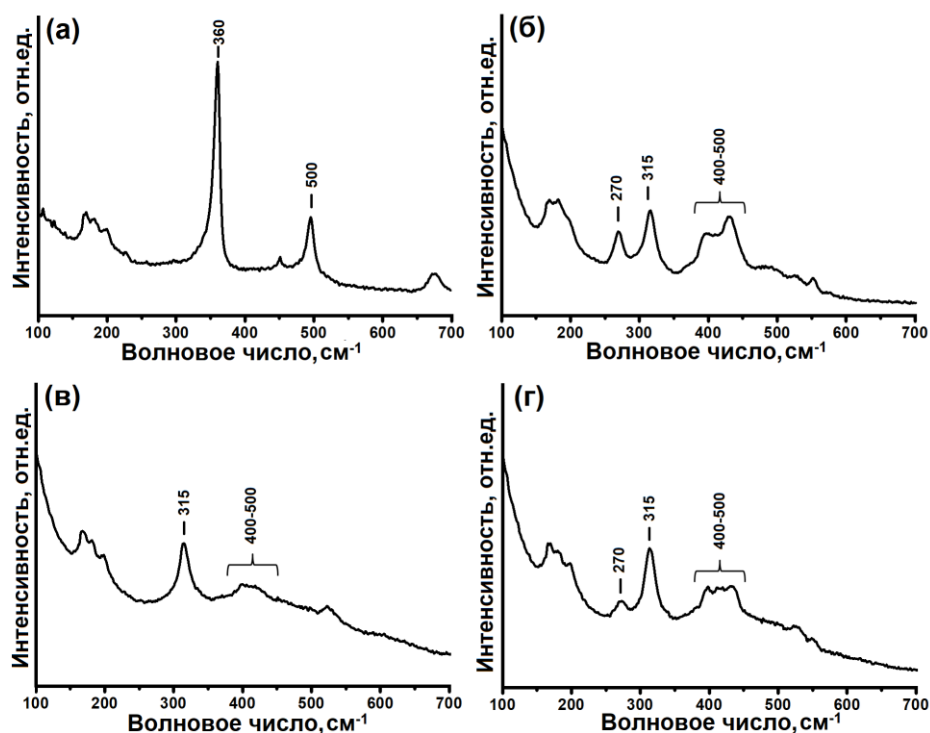 (а)
360
500
Интенсивность, отн.ед.
100 200 300 400 500 600 700
Волновое число,см⁻¹
(б)
270
315
400-500
Интенсивность, отн.ед.
100 200 300 400 500 600 700
Волновое число,см⁻¹
(в)
315
400-500
Интенсивность, отн.ед.
100 200 300 400 500 600 700
Волновое число,см⁻¹
(г)
270
315
400-500
Интенсивность, отн.ед.
100 200 300 400 500 600 700
Волновое число,см⁻¹